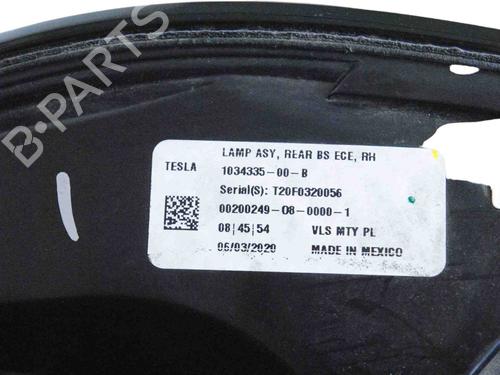 B-PARTS
LAMP ASY, REAR BS ECE, RH
TESLA 1034335-00-B
Serial(S): T20F0320056
00200249-08-0000-1
08|45|54 VLS MTY PL
06/03/2020 MADE IN MEXICO